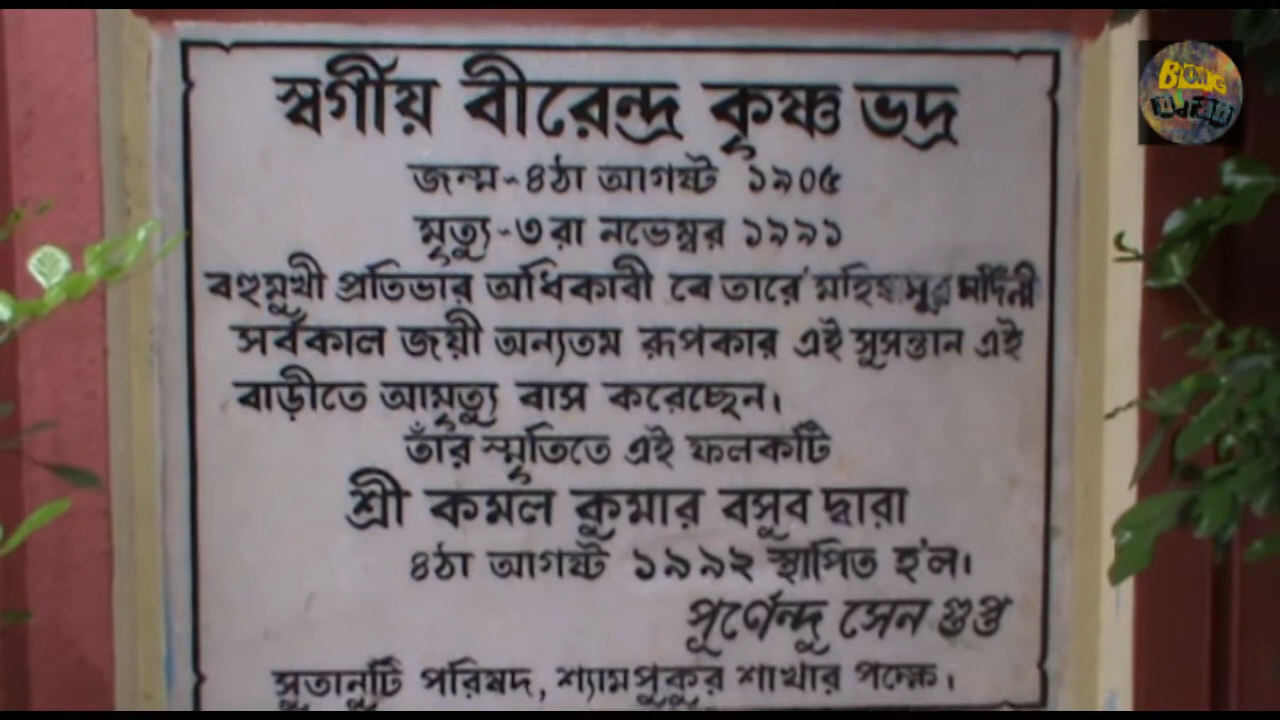 স্বর্গীয় বীরেন্দ্র কৃষ্ণ ভদ্র
জন্ম-৪ঠা আগষ্ট ১৯০৫
মৃত্যু-৩রা নভেম্বর ১৯৯১
বহুমুখী প্রতিভার অধিকারী বেতারে মহিষাসুর মর্দিনী
সর্বকাল জয়ী অন্যতম রূপকার এই সুসন্তান এই
বাড়ীতে আমৃত্যু বাস করেছেন।
তাঁর স্মৃতিতে এই ফলকটি
শ্রী কমল কুমার বসুর দ্বারা
৪ঠা আগষ্ট ১৯৯২ স্থাপিত হ'ল।
পূর্ণেন্দু সেন গুপ্ত
সুতানুটি পরিষদ, শ্যামপুকুর শাখার পক্ষে।